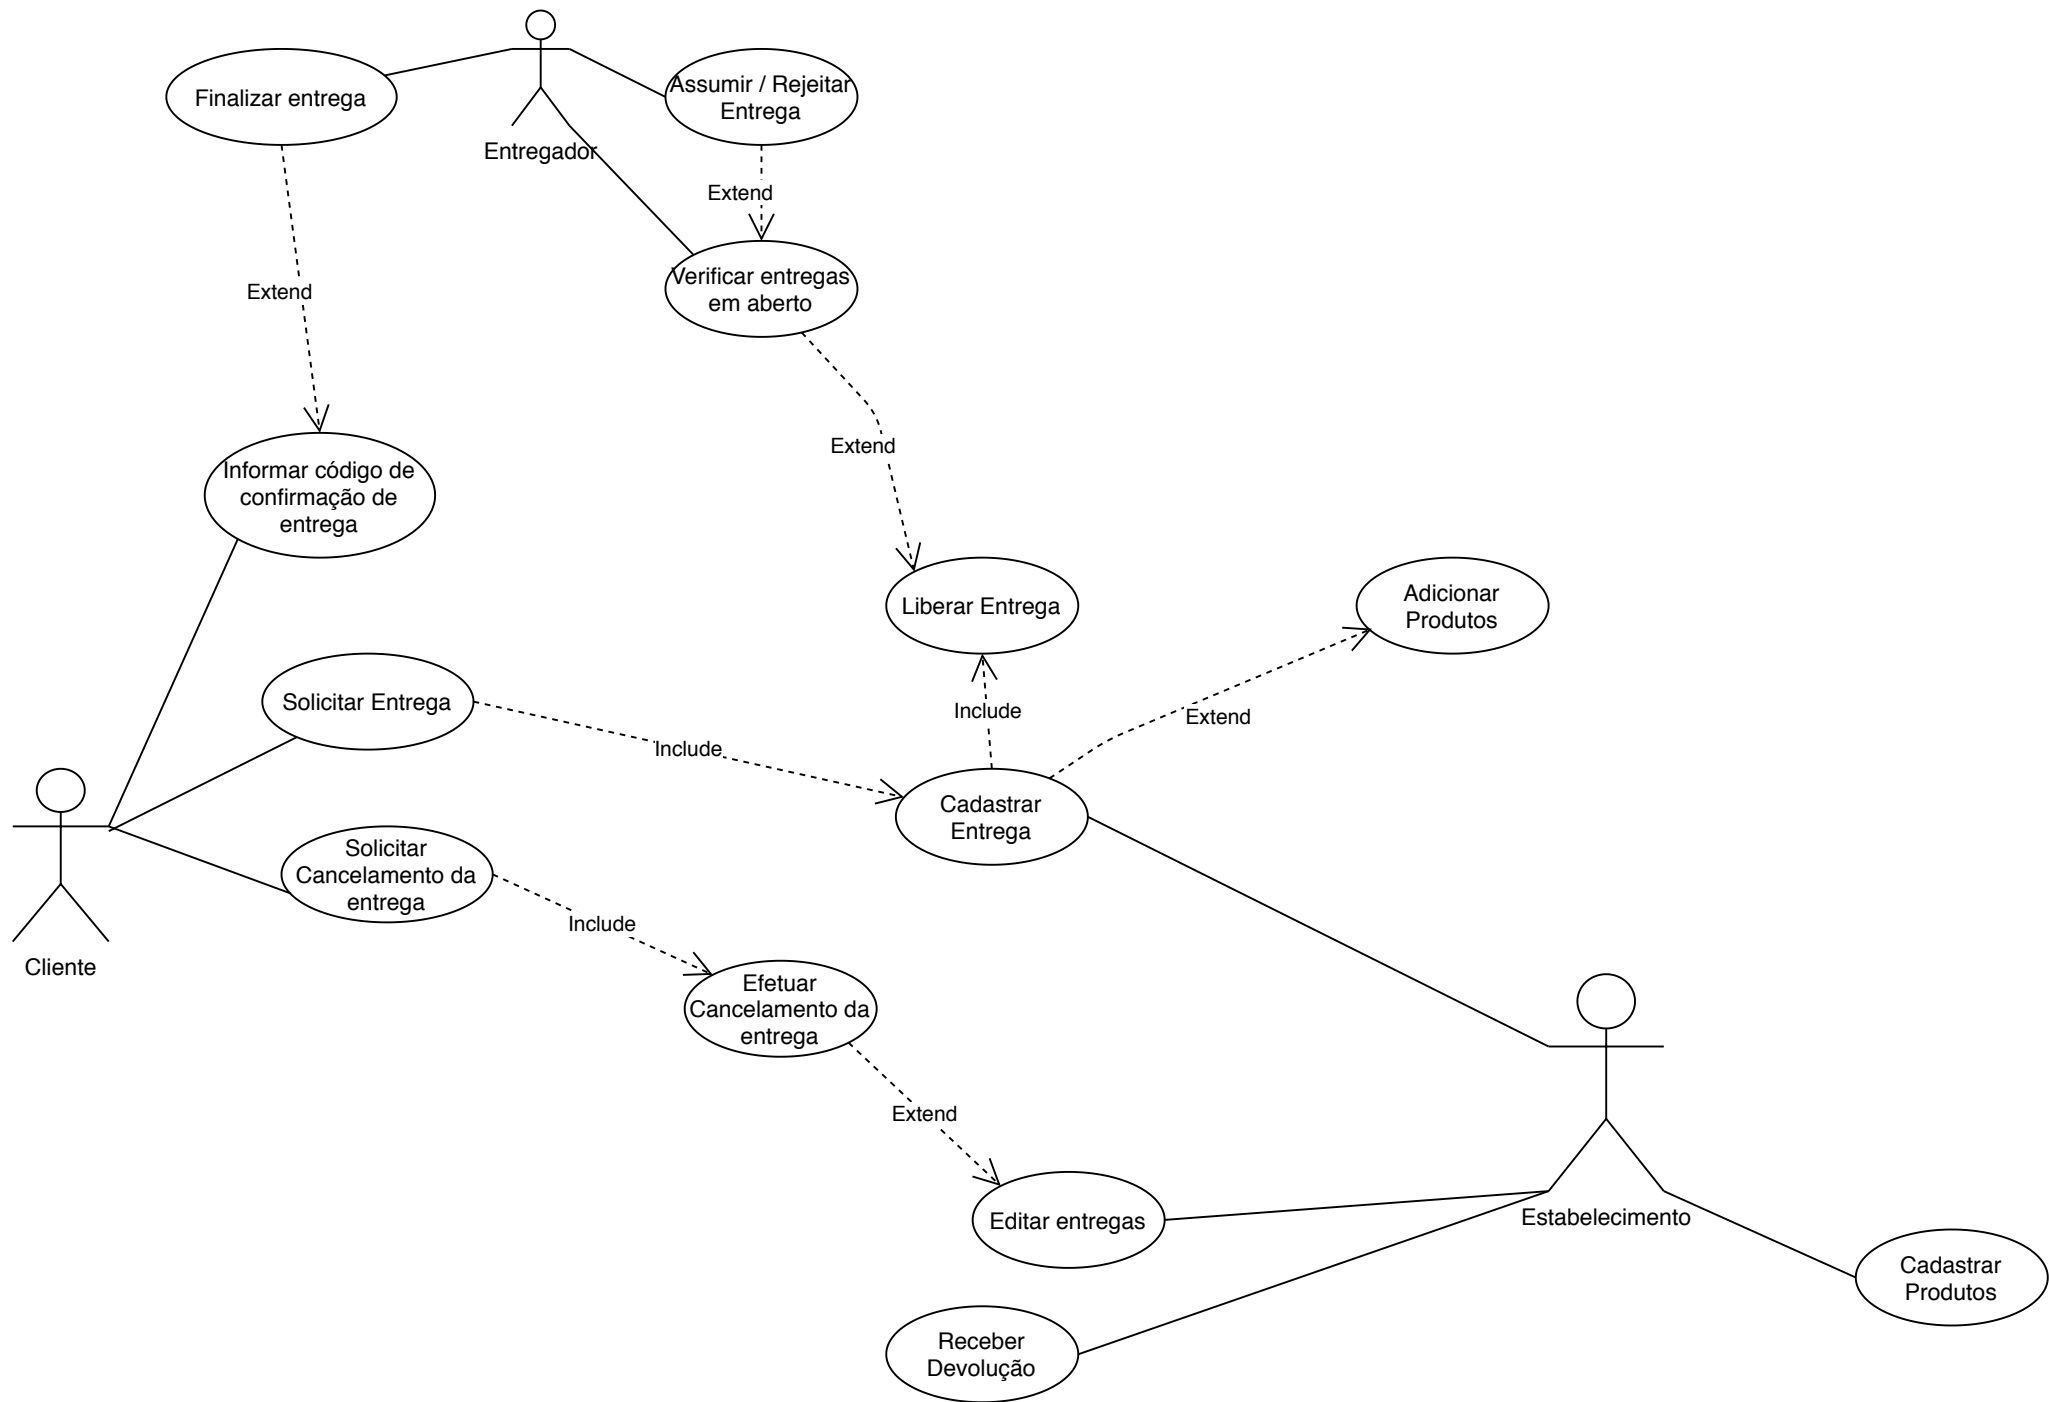 Finalizar entrega
Assumir / Rejeitar
Entrega
Entregador
Extend
Verificar entregas
em aberto
Extend
Extend
Informar código de
confirmação de
entrega
Liberar Entrega
Adicionar
Produtos
Solicitar Entrega
Include
Extend
Include
Cadastrar
Entrega
Solicitar
Cancelamento da
entrega
Include
Cliente
Efetuar
Cancelamento da
entrega
Extend
Editar entregas
Estabelecimento
Cadastrar
Produtos
Receber
Devolução